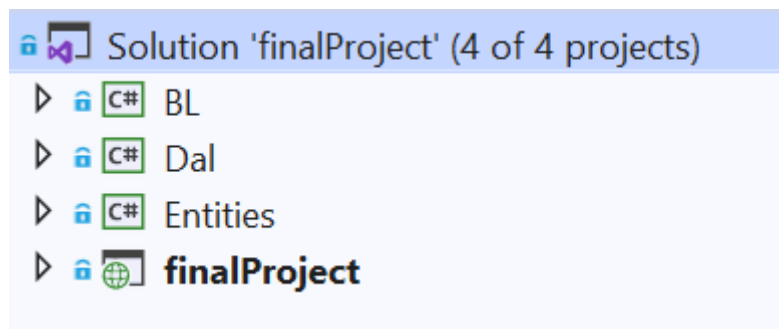 Solution 'finalProject' (4 of 4 projects)
C# BL
C# Dal
C# Entities
finalProject